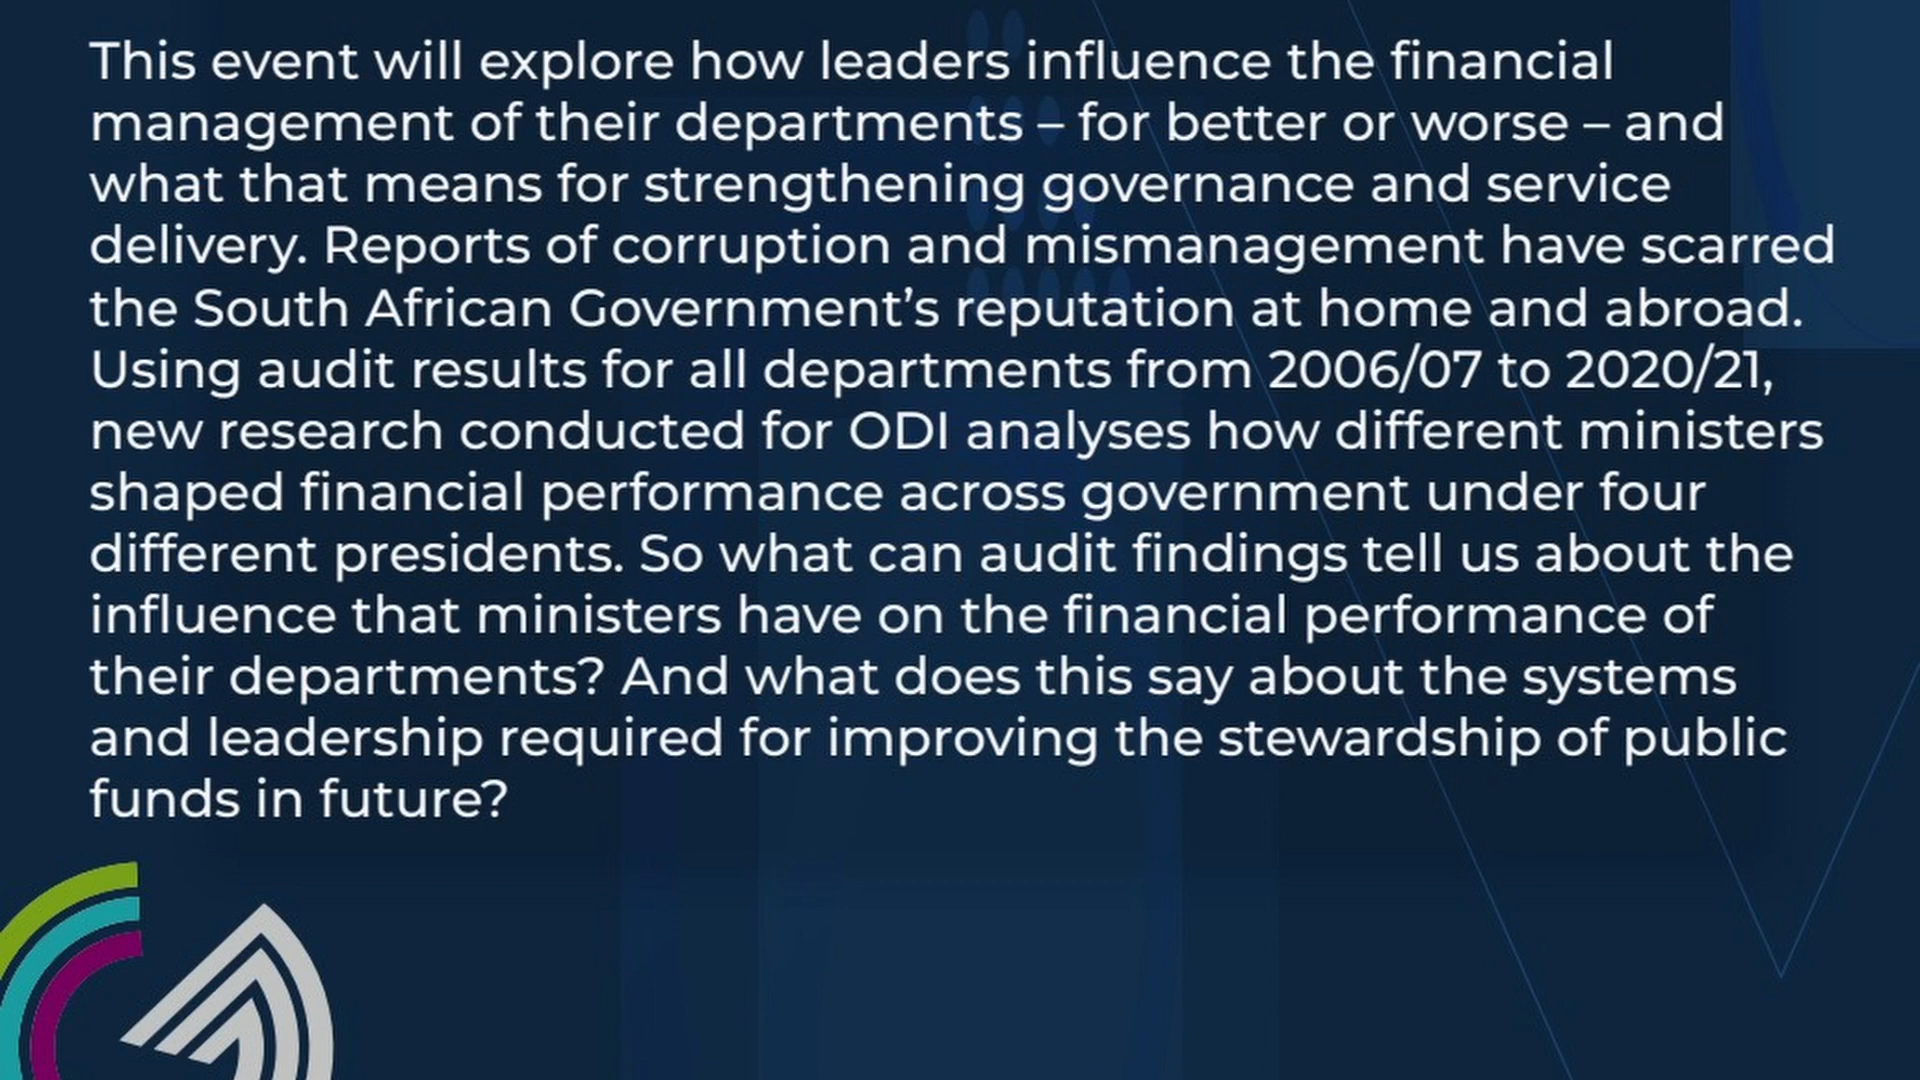 This event will explore how leaders influence the financial
management of their departments – for better or worse – and
what that means for strengthening governance and service
delivery. Reports of corruption and mismanagement have scarred
the South African Government’s reputation at home and abroad.
Using audit results for all departments from 2006/07 to 2020/21,
new research conducted for ODI analyses how different ministers
shaped financial performance across government under four
different presidents. So what can audit findings tell us about the
influence that ministers have on the financial performance of
their departments? And what does this say about the systems
and leadership required for improving the stewardship of public
funds in future?